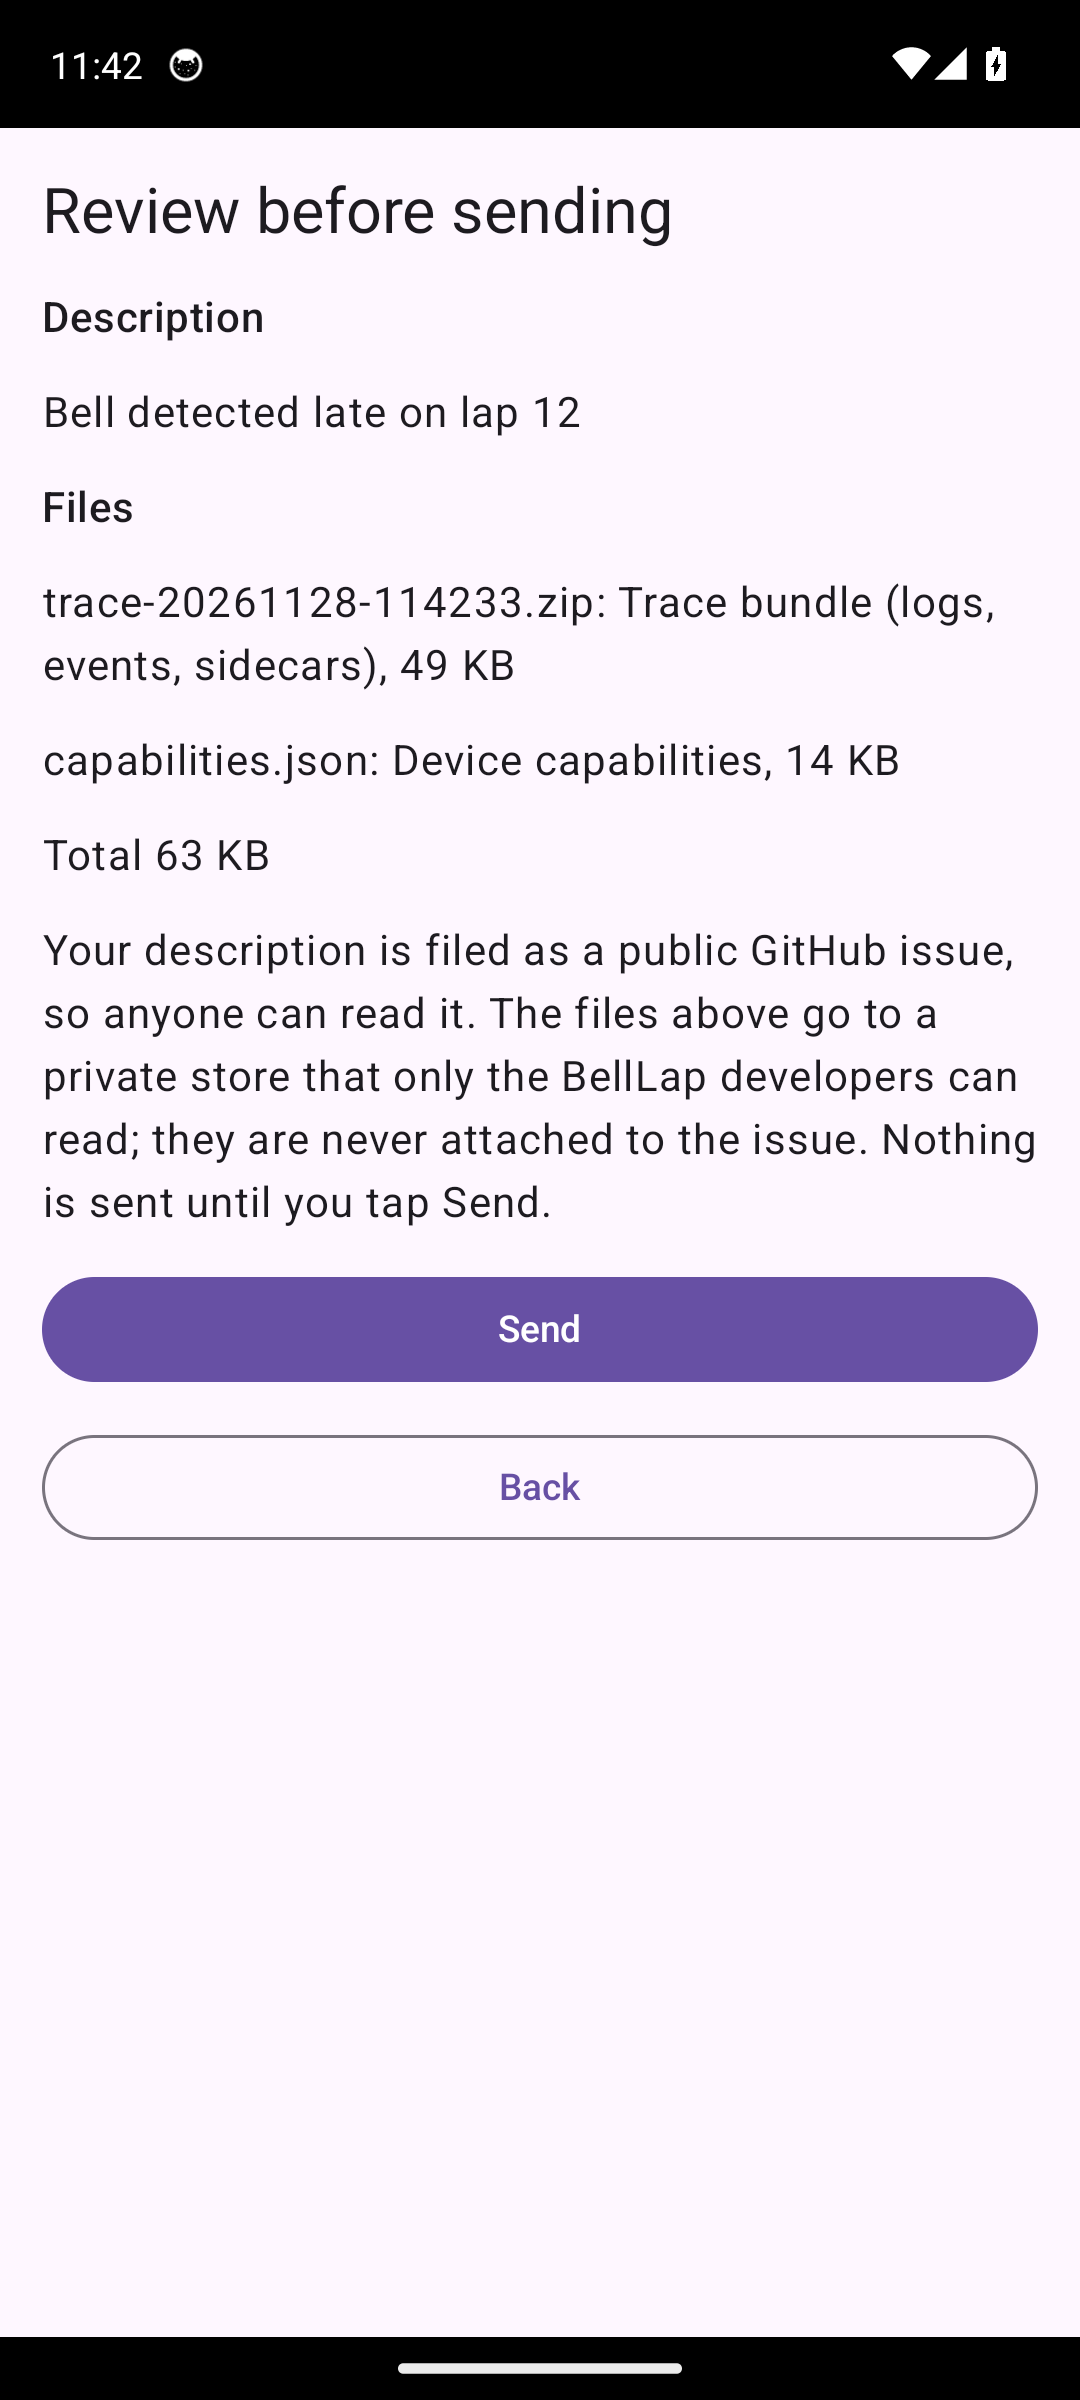 11:42
Review before sending
Description
Bell detected late on lap 12
Files
trace-20261128-114233.zip: Trace bundle (logs,
events, sidecars), 49 KB
capabilities.json: Device capabilities, 14 KB
Total 63 KB
Your description is filed as a public GitHub issue,
so anyone can read it. The files above go to a
private store that only the BellLap developers can
read; they are never attached to the issue. Nothing
is sent until you tap Send.
Send
Back